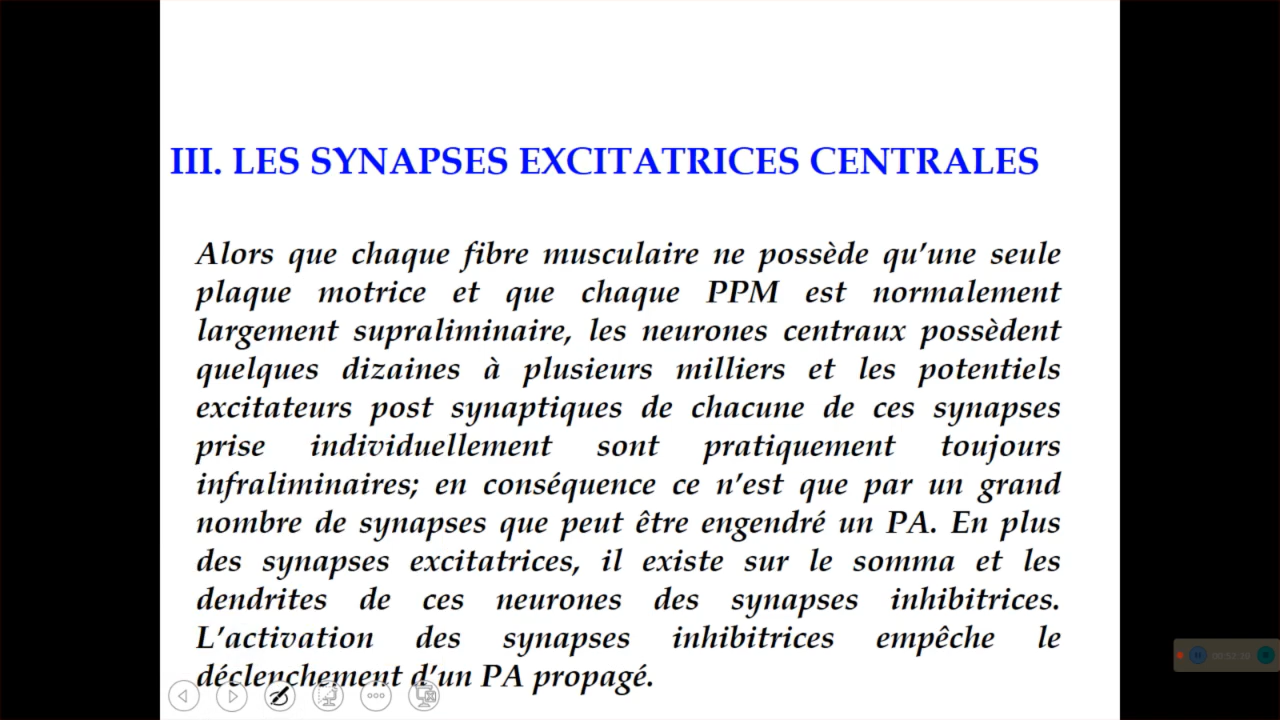 III. LES SYNAPSES EXCITATRICES CENTRALES
Alors que chaque fibre musculaire ne possède qu'une seule
plaque motrice et que chaque PPM est normalement
largement supraliminaire, les neurones centraux possèdent
quelques dizaines à plusieurs milliers et les potentiels
excitateurs post synaptiques de chacune de ces synapses
prise individuellement sont pratiquement toujours
infraliminaires; en conséquence ce n'est que par un grand
nombre de synapses que peut être engendré un PA. En plus
des synapses excitatrices, il existe sur le somma et les
dendrites de ces neurones des synapses inhibitrices.
L'activation des synapses inhibitrices empêche le
déclenchement d'un PA propagé.